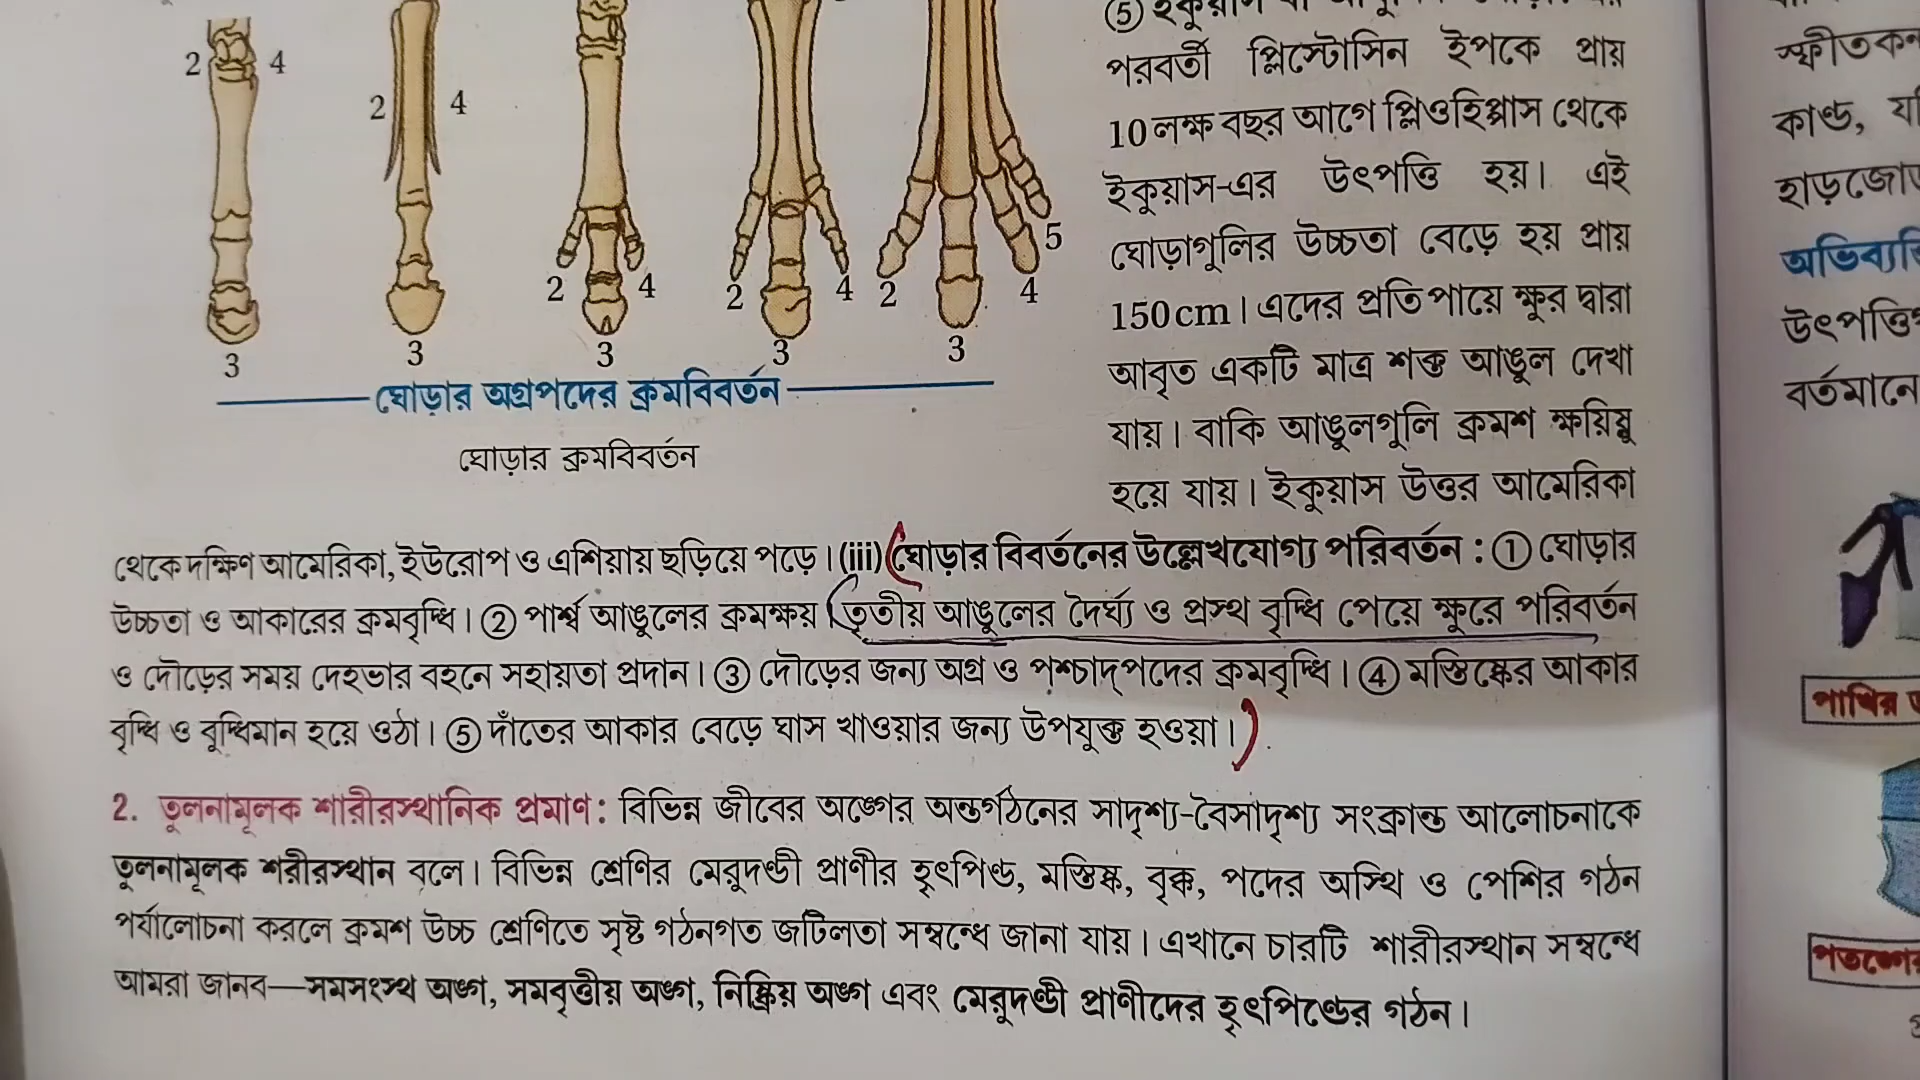 2 4
3
2 4
3
2 4
3
2 4
3
2 4 5
3
ঘোড়ার অগ্রপদের ক্রমবিবর্তন
ঘোড়ার ক্রমবিবর্তন
⑤
পরবর্তী প্লিস্টোসিন ইপকে প্রায়
10 লক্ষ বছর আগে প্লিওহিপ্পাস থেকে
ইকুয়াস-এর উৎপত্তি হয়। এই
ঘোড়াগুলির উচ্চতা বেড়ে হয় প্রায়
150cm। এদের প্রতি পায়ে ক্ষুর দ্বারা
আবৃত একটি মাত্র শক্ত আঙুল দেখা
যায়। বাকি আঙুলগুলি ক্রমশ ক্ষয়িষ্ণু
হয়ে যায়। ইকুয়াস উত্তর আমেরিকা
থেকে দক্ষিণ আমেরিকা, ইউরোপ ও এশিয়ায় ছড়িয়ে পড়ে। (iii) ঘোড়ার বিবর্তনের উল্লেখযোগ্য পরিবর্তন : ① ঘোড়ার
উচ্চতা ও আকারের ক্রমবৃদ্ধি। ② পার্শ্ব আঙুলের ক্রমক্ষয় তৃতীয় আঙুলের দৈর্ঘ্য ও প্রস্থ বৃদ্ধি পেয়ে ক্ষুরে পরিবর্তন
ও দৌড়ের সময় দেহভার বহনে সহায়তা প্রদান। ③ দৌড়ের জন্য অগ্র ও পশ্চাদ্‌পদের ক্রমবৃদ্ধি। ④ মস্তিষ্কের আকার
বৃদ্ধি ও বুদ্ধিমান হয়ে ওঠা। ⑤ দাঁতের আকার বেড়ে ঘাস খাওয়ার জন্য উপযুক্ত হওয়া।
2. তুলনামূলক শারীরস্থানিক প্রমাণ : বিভিন্ন জীবের অঙ্গের অন্তর্গঠনের সাদৃশ্য-বৈসাদৃশ্য সংক্রান্ত আলোচনাকে
তুলনামূলক শরীরস্থান বলে। বিভিন্ন শ্রেণির মেরুদণ্ডী প্রাণীর হৃৎপিণ্ড, মস্তিষ্ক, বৃক্ক, পদের অস্থি ও পেশির গঠন
পর্যালোচনা করলে ক্রমশ উচ্চ শ্রেণিতে সৃষ্ট গঠনগত জটিলতা সম্বন্ধে জানা যায়। এখানে চারটি শারীরস্থান সম্বন্ধে
আমরা জানব—সমসংস্থ অঙ্গ, সমবৃত্তীয় অঙ্গ, নিষ্ক্রিয় অঙ্গ এবং মেরুদণ্ডী প্রাণীদের হৃৎপিণ্ডের গঠন।
কাণ্ড,
বর্তমানে
পাখির